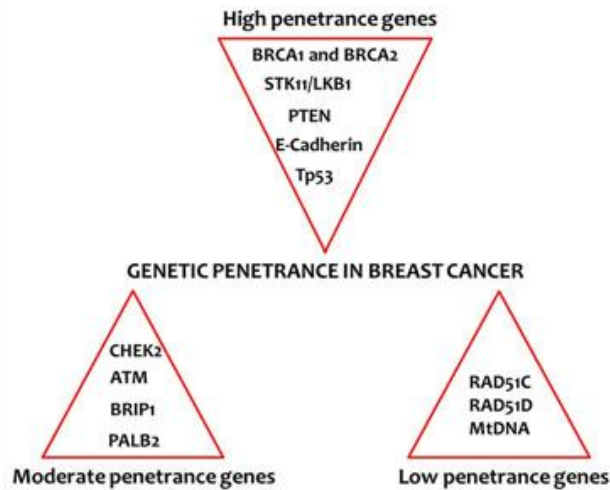 High penetrance genes
BRCA1 and BRCA2
STK11/LKB1
PTEN
E-Cadherin
Tp53
GENETIC PENETRANCE IN BREAST CANCER
CHEK2
ATM
BRIP1
PALB2
Moderate penetrance genes
RAD51C
RAD51D
MtDNA
Low penetrance genes